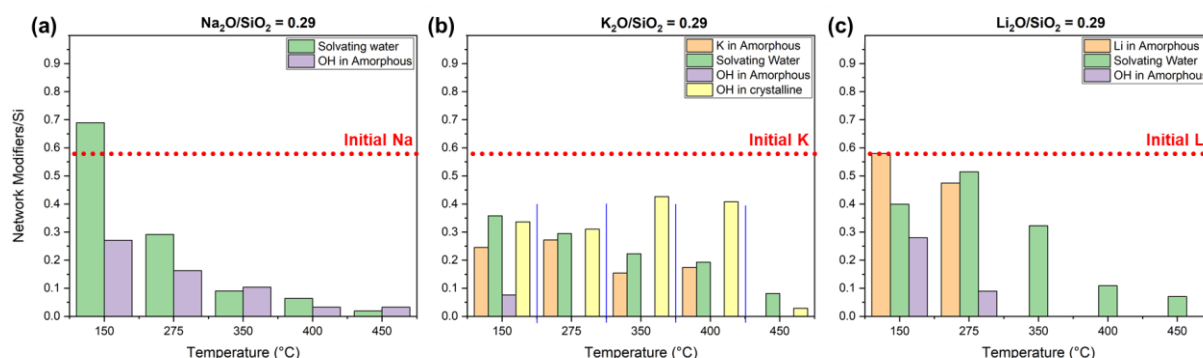 (a) Na₂O/SiO₂ = 0.29
Solvating water
OH in Amorphous
Initial Na
Network Modifiers/Si
1.0
0.9
0.8
0.7
0.6
0.5
0.4
0.3
0.2
0.1
0.0
150 275 350 400 450
Temperature (°C)
(b) K₂O/SiO₂ = 0.29
K in Amorphous
Solvating Water
OH in Amorphous
OH in crystalline
Initial K
0.9
0.8
0.7
0.6
0.5
0.4
0.3
0.2
0.1
0.0
150 275 350 400 450
Temperature (°C)
(c) Li₂O/SiO₂ = 0.29
Li in Amorphous
Solvating Water
OH in Amorphous
Initial L
0.9
0.8
0.7
0.6
0.5
0.4
0.3
0.2
0.1
0.0
150 275 350 400 450
Temperature (°C)